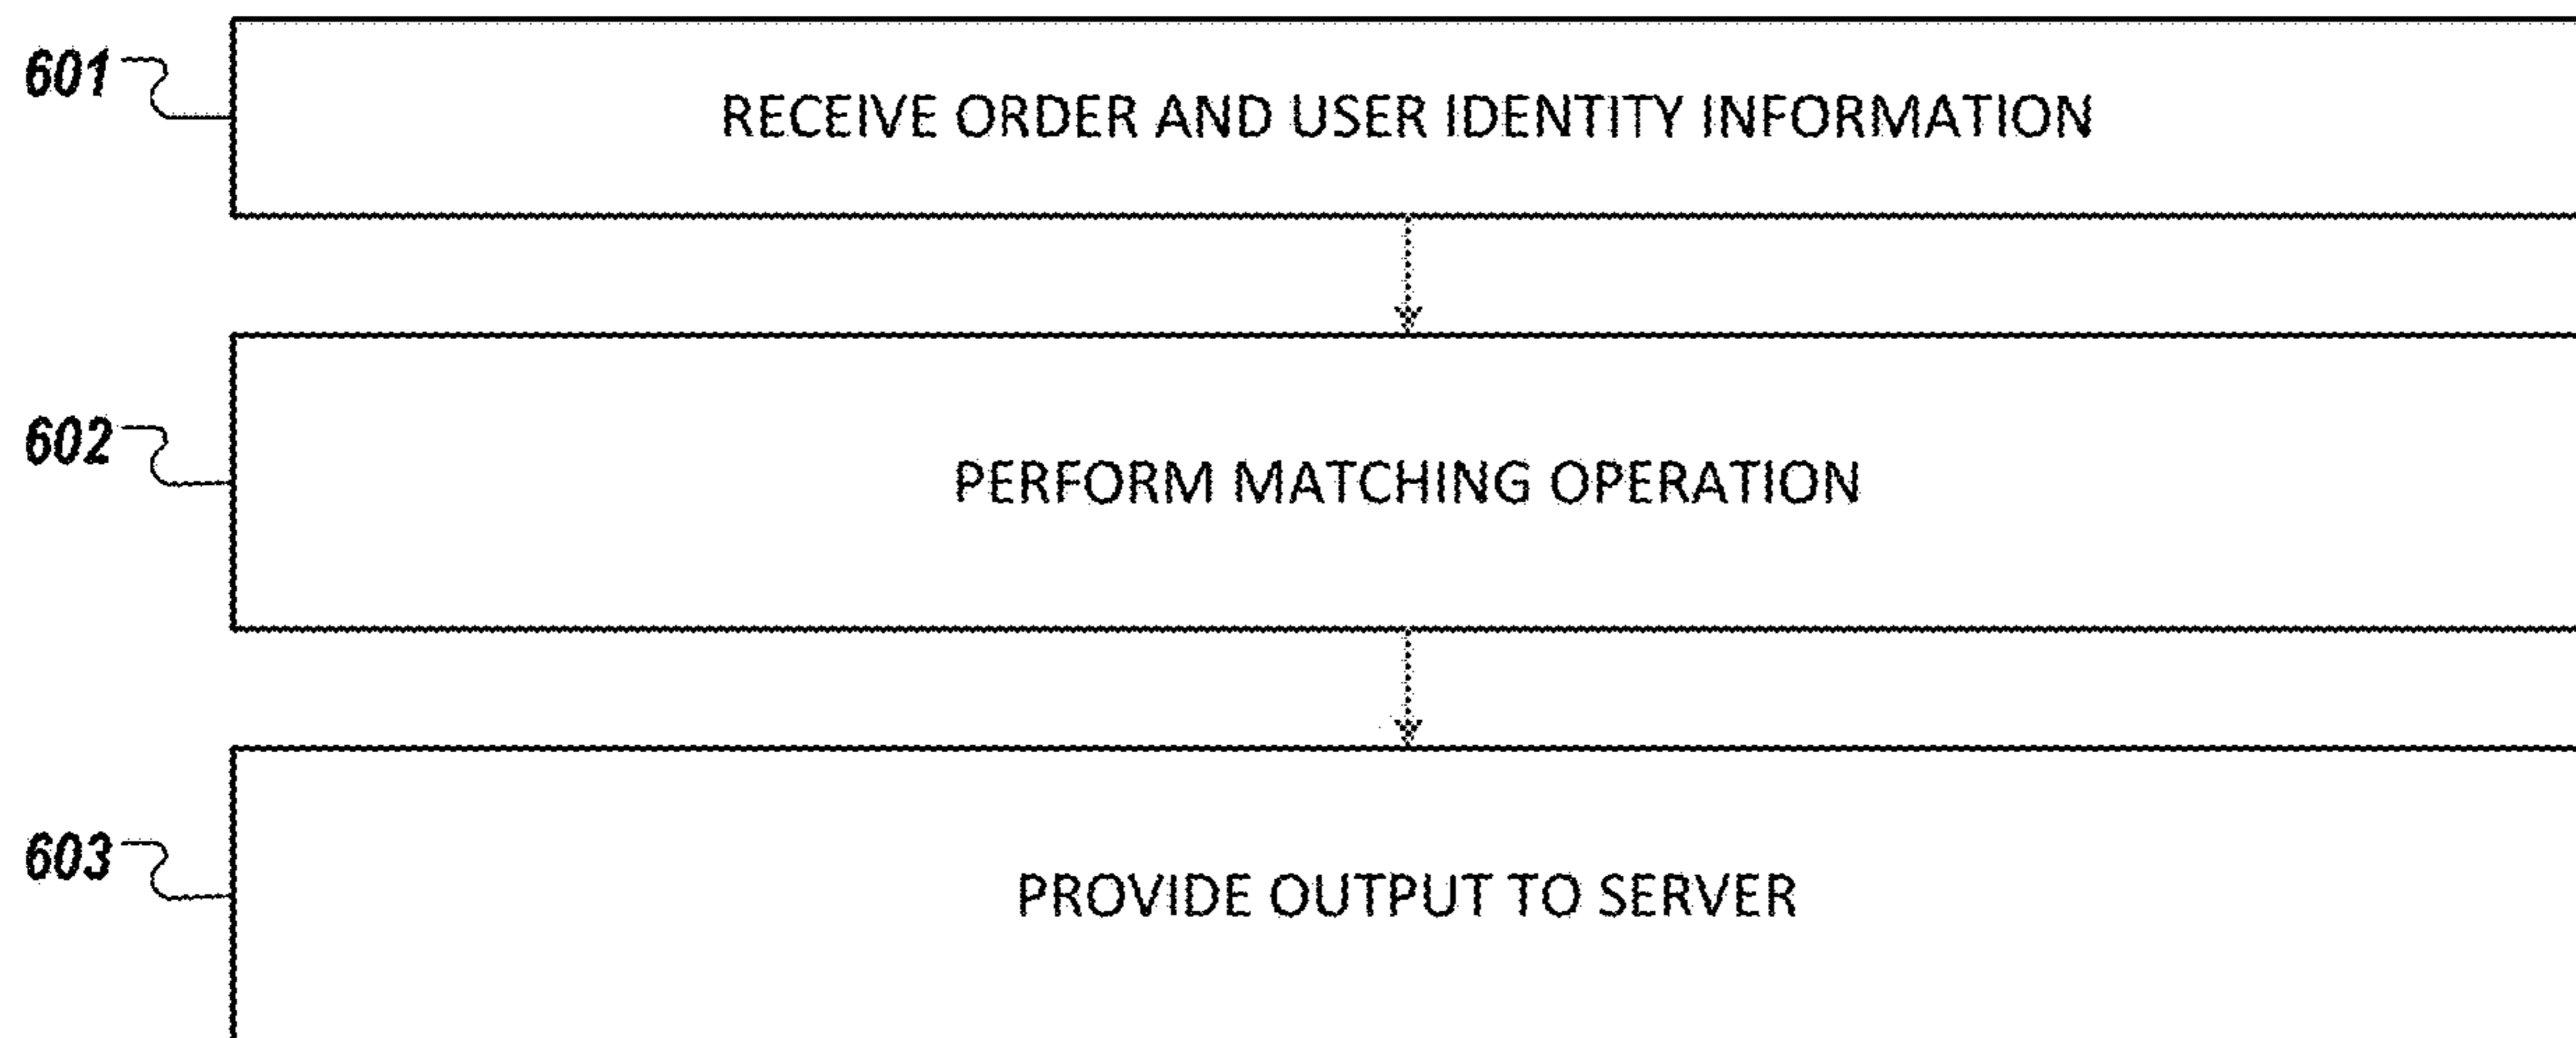 601
RECEIVE ORDER AND USER IDENTITY INFORMATION
602
PERFORM MATCHING OPERATION
603
PROVIDE OUTPUT TO SERVER